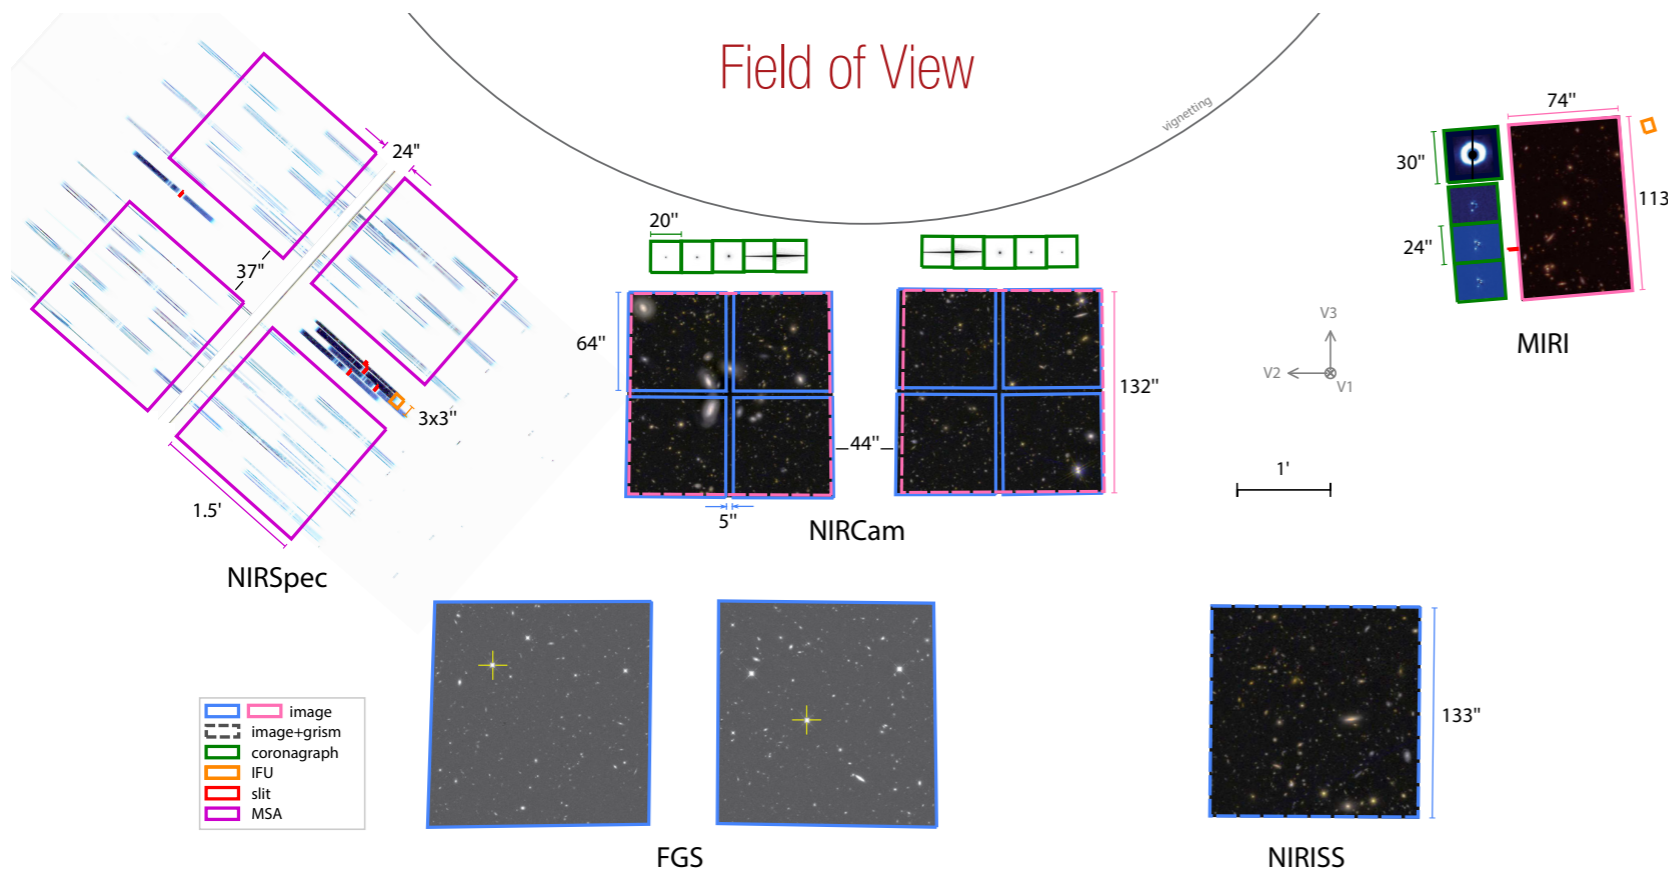 Field of View
vignetting
24"
37"
3x3"
1.5'
NIRSpec
20"
64"
44"
132"
5"
NIRCam
74"
30"
113
24"
MIRI
V3
V2
V1
1'
image
image+grism
coronagraph
IFU
slit
MSA
FGS
133"
NIRISS